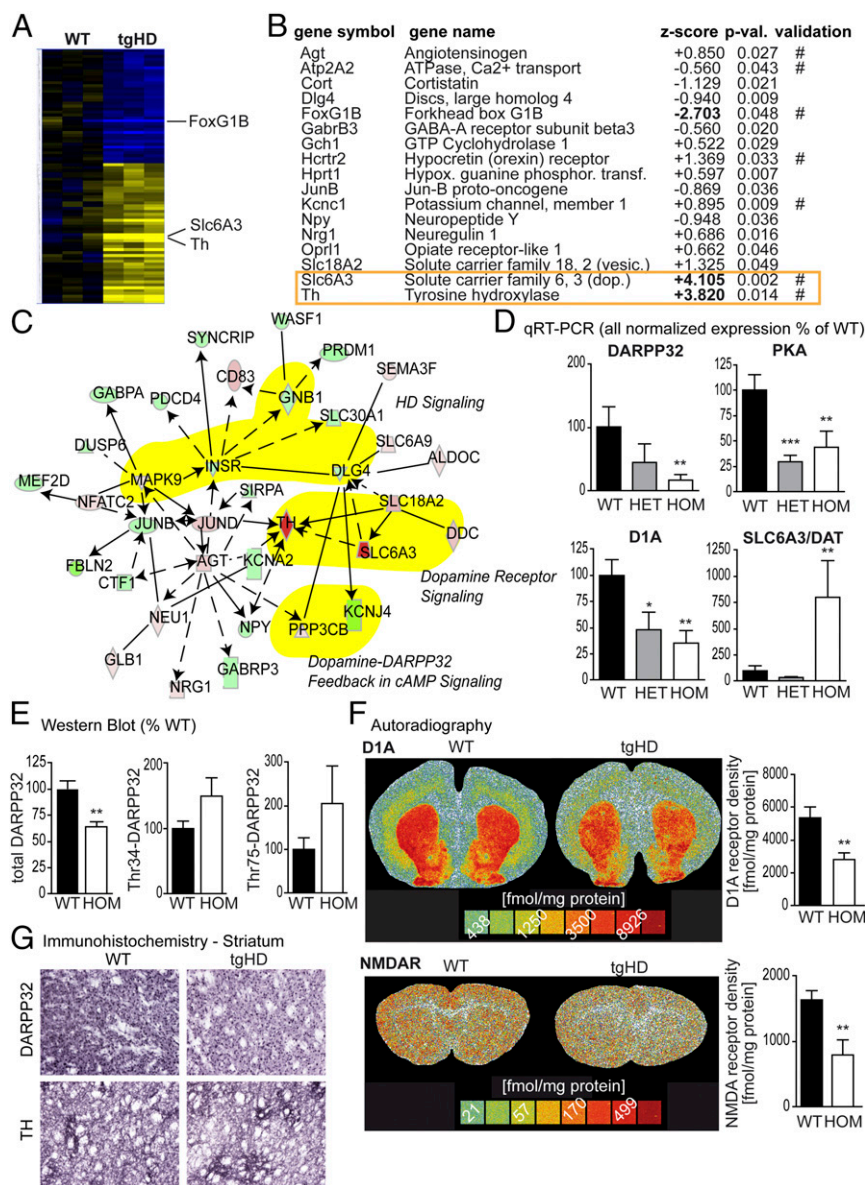 A
WT tgHD
FoxG1B
Slc6A3
Th
B
gene symbol gene name z-score p-val. validation
Agt Angiotensinogen +0.850 0.027 #
Atp2A2 ATPase, Ca2+ transport -0.560 0.043 #
Cort Cortistatin -1.129 0.021
Dlg4 Discs, large homolog 4 -0.940 0.009
FoxG1B Forkhead box G1B -2.703 0.048 #
GabrB3 GABA-A receptor subunit beta3 -0.560 0.020
Gch1 GTP Cyclohydrolase 1 +0.522 0.029
Hcrtr2 Hypocretin (orexin) receptor +1.369 0.033 #
Hprt1 Hypox. guanine phosphor. transf. +0.597 0.007
JunB Jun-B proto-oncogene -0.869 0.036
Kcnc1 Potassium channel, member 1 +0.895 0.009 #
Npy Neuropeptide Y -0.948 0.036
Nrg1 Neuregulin 1 +0.686 0.016
Oprl1 Opiate receptor-like 1 +0.662 0.046
Slc18A2 Solute carrier family 18, 2 (vesic.) +1.325 0.049
Slc6A3 Solute carrier family 6, 3 (dop.) +4.105 0.002 #
Th Tyrosine hydroxylase +3.820 0.014 #
C
WASF1
SYNCRIP
PRDM1
CD83
SEMA3F
GABPA
PDCD4
GNB1
HD Signaling
SLC30A1
DUSP6
SLC6A9
INSR
DLG4
ALDOC
MAPK9
MEF2D
NFATC2
SIRPA
SLC18A2
JUNB
JUND
TH
DDC
FBLN2
AGT
KCNA2
SLC6A3
CTF1
Dopamine Receptor
Signaling
NEU1
KCNJ4
NPY
PPP3CB
GLB1
GABRP3
Dopamine-DARPP32
Feedback in cAMP Signaling
NRG1
D
qRT-PCR (all normalized expression % of WT)
DARPP32
100
50
0
**
WT HET HOM
PKA
125
100
75
50
25
0
*** **
WT HET HOM
D1A
150
100
50
0
* **
WT HET HOM
SLC6A3/DAT
1250
1000
750
500
250
0
**
WT HET HOM
E
Western Blot (% WT)
total DARPP32
125
100
75
50
25
0
**
WT HOM
Thr34-DARPP32
200
100
0
WT HOM
Thr75-DARPP32
300
200
100
0
WT HOM
F
Autoradiography
D1A WT tgHD
[fmol/mg protein]
438 1250 3500 8926
D1A receptor density
[fmol/mg protein]
8000
6000
4000
2000
0
**
WT HOM
NMDAR WT tgHD
[fmol/mg protein]
21 57 170 499
NMDA receptor density
[fmol/mg protein]
2000
1000
0
**
WT HOM
G
Immunohistochemistry - Striatum
WT tgHD
DARPP32
TH